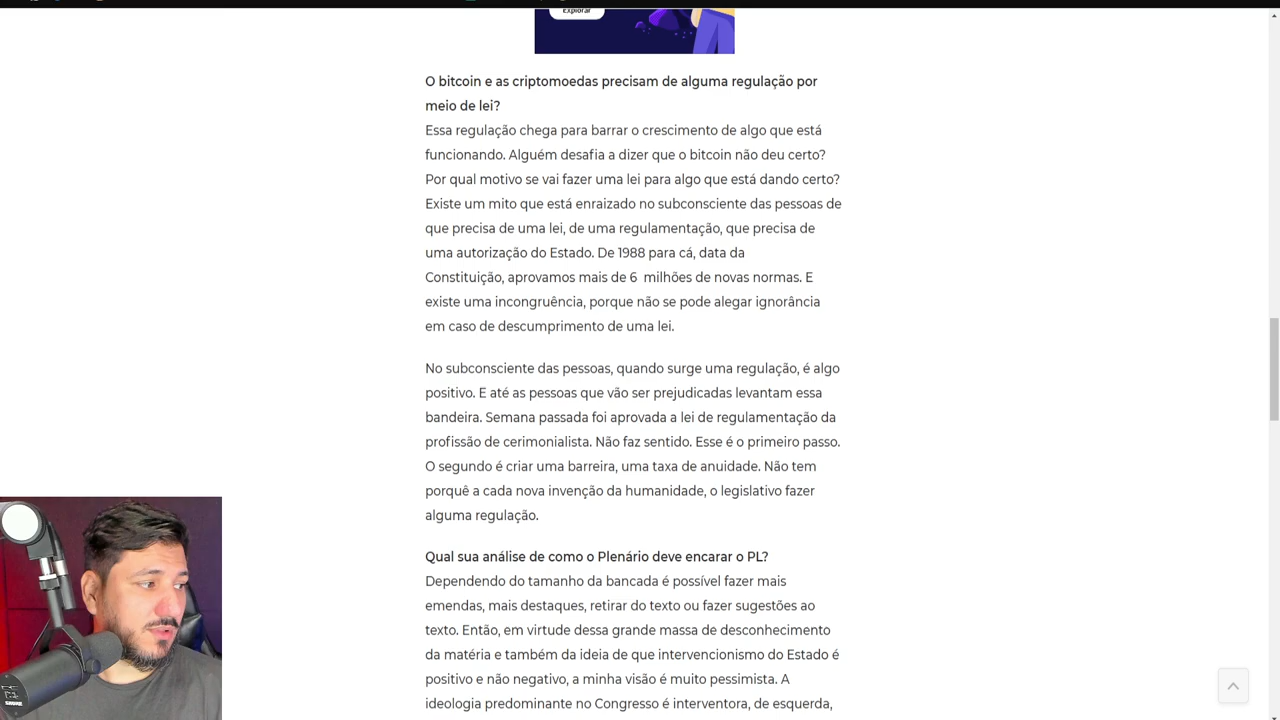 Explorar
O bitcoin e as criptomoedas precisam de alguma regulação por
meio de lei?
Essa regulação chega para barrar o crescimento de algo que está
funcionando. Alguém desafia a dizer que o bitcoin não deu certo?
Por qual motivo se vai fazer uma lei para algo que está dando certo?
Existe um mito que está enraizado no subconsciente das pessoas de
que precisa de uma lei, de uma regulamentação, que precisa de
uma autorização do Estado. De 1988 para cá, data da
Constituição, aprovamos mais de 6  milhões de novas normas. E
existe uma incongruência, porque não se pode alegar ignorância
em caso de descumprimento de uma lei.
No subconsciente das pessoas, quando surge uma regulação, é algo
positivo. E até as pessoas que vão ser prejudicadas levantam essa
bandeira. Semana passada foi aprovada a lei de regulamentação da
profissão de cerimonialista. Não faz sentido. Esse é o primeiro passo.
O segundo é criar uma barreira, uma taxa de anuidade. Não tem
porquê a cada nova invenção da humanidade, o legislativo fazer
alguma regulação.
Qual sua análise de como o Plenário deve encarar o PL?
Dependendo do tamanho da bancada é possível fazer mais
emendas, mais destaques, retirar do texto ou fazer sugestões ao
texto. Então, em virtude dessa grande massa de desconhecimento
da matéria e também da ideia de que intervencionismo do Estado é
positivo e não negativo, a minha visão é muito pessimista. A
ideologia predominante no Congresso é interventora, de esquerda,
SHURE